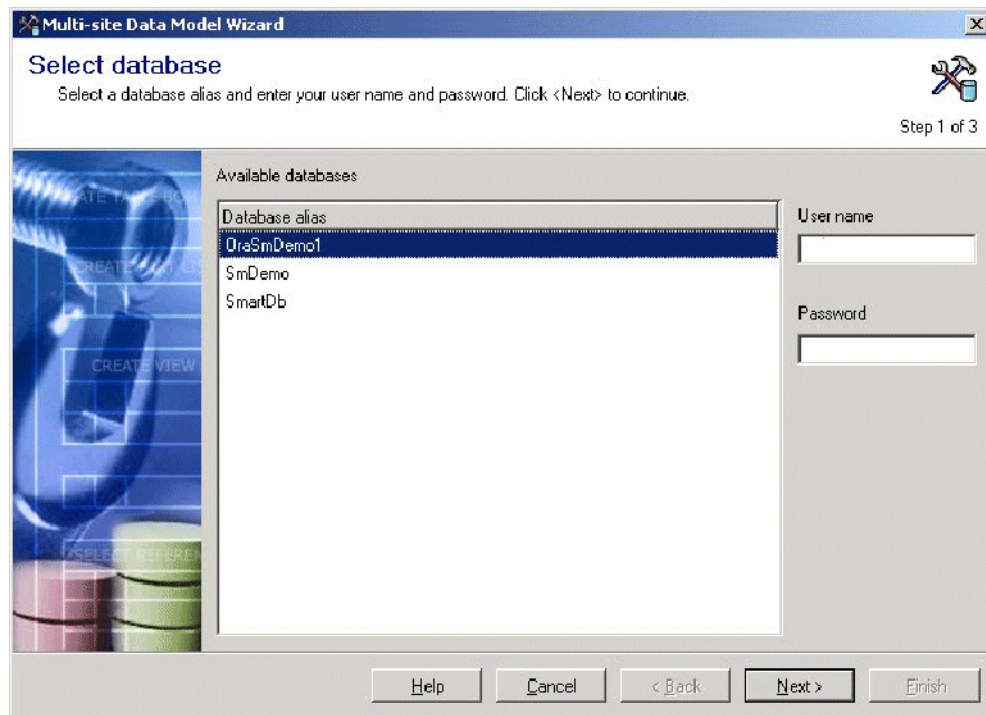 Multi-site Data Model Wizard
Select database
Select a database alias and enter your user name and password. Click <Next> to continue.
Step 1 of 3
Available databases
Database alias
OraSmDemo1
SmDemo
SmartDb
User name
Password
CREATE VIEW
Help
Cancel
< Back
Next >
Finish